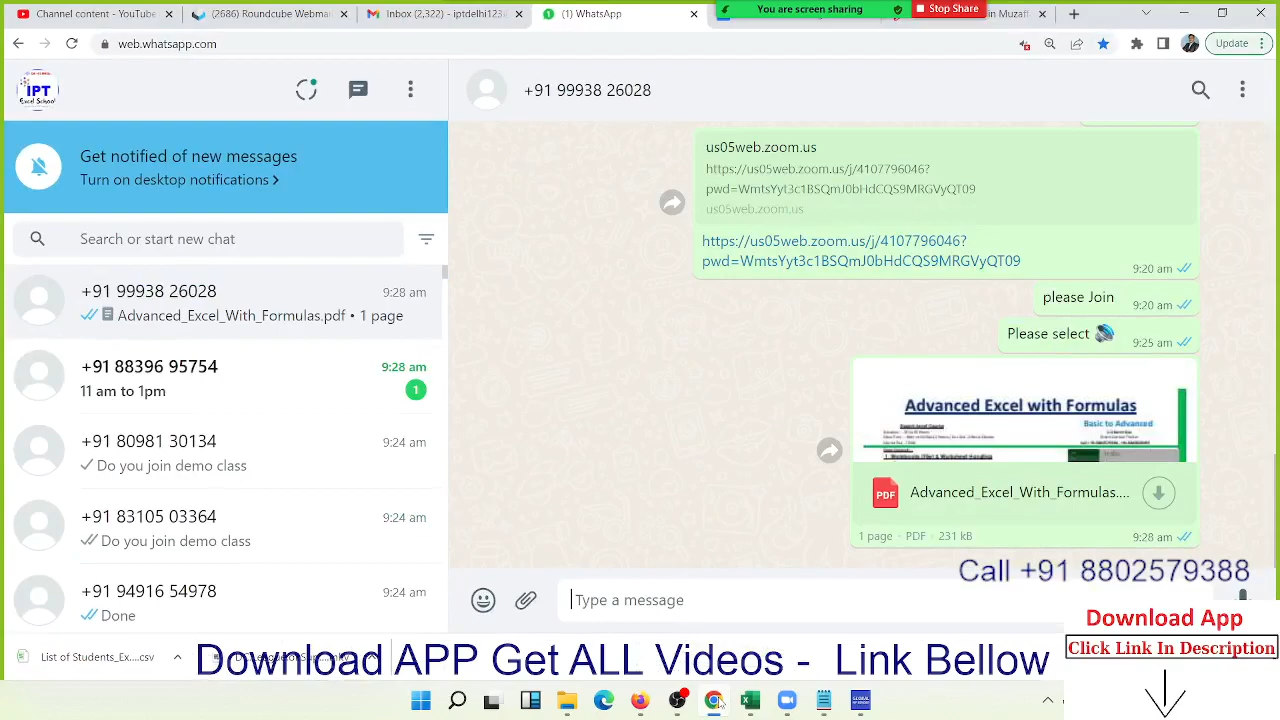 Channel content - YouTube
(2686) Roundcube Webma
Inbox (2,322) - iptdelhi123
(1) WhatsApp
You are screen sharing
Stop Share
in Muzaff
web.whatsapp.com
Update
IPT
Excel School
+91 99938 26028
Get notified of new messages
Turn on desktop notifications
Search or start new chat
+91 99938 26028
9:28 am
Advanced_Excel_With_Formulas.pdf • 1 page
+91 88396 95754
9:28 am
11 am to 1pm
1
+91 80981 30134
9:24 am
Do you join demo class
+91 83105 03364
9:24 am
Do you join demo class
+91 94916 54978
9:24 am
Done
us05web.zoom.us
https://us05web.zoom.us/j/4107796046?
pwd=WmtsYyt3c1BSQmJ0bHdCQS9MRGVyQT09
us05web.zoom.us
https://us05web.zoom.us/j/4107796046?
pwd=WmtsYyt3c1BSQmJ0bHdCQS9MRGVyQT09
9:20 am
please Join
9:20 am
Please select
9:25 am
Advanced Excel with Formulas
Basic to Advanced
PDF
Advanced_Excel_With_Formulas....
1 page • PDF • 231 kB
9:28 am
Call +91 8802579388
Type a message
Download App
Click Link In Description
List of Students_Ex....csv
Download APP Get ALL Videos - Link Bellow